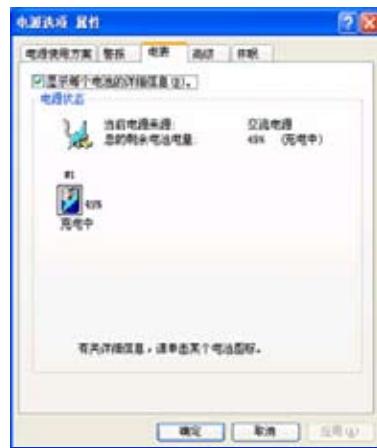 电源选项 属性
电源使用方案 警报 电表 高级 休眠
显示每个电池的详细信息(D)。
电源状态
当前电源来源: 交流电源
总的剩余电池电量: 49% (充电中)
#1
49%
充电中
有关详细信息，请单击某个电池图标。
确定 取消 应用(A)